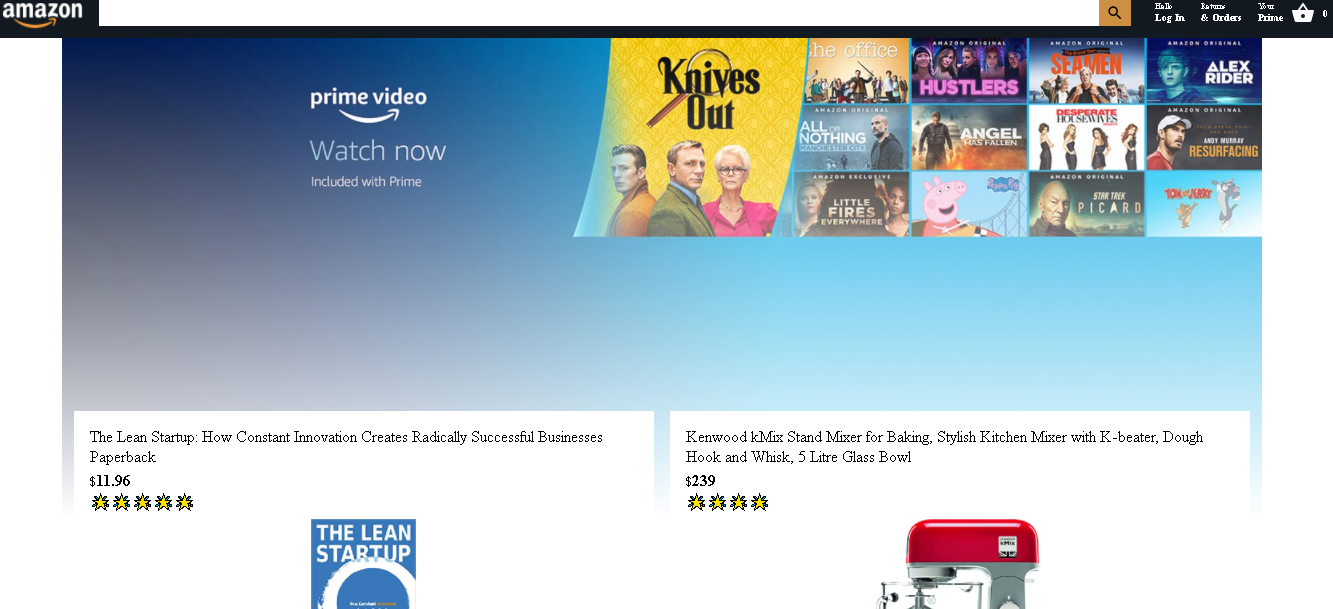 amazon
Hello
Log In
Returns
& Orders
Your
Prime
0
prime video
Watch now
Included with Prime
Knives
Out
the office
AMAZON ORIGINAL
HUSTLERS
AMAZON ORIGINAL
SEAMEN
AMAZON ORIGINAL
ALEX
RIDER
AMAZON ORIGINAL
ALL OR
NOTHING
MANCHESTER CITY
ANGEL
HAS FALLEN
DESPERATE
HOUSEWIVES
AMAZON ORIGINAL
ANDY MURRAY
RESURFACING
AMAZON EXCLUSIVE
LITTLE
FIRES
EVERYWHERE
Peppa Pig
AMAZON ORIGINAL
STAR TREK
PICARD
TOM AND JERRY
The Lean Startup: How Constant Innovation Creates Radically Successful Businesses
Paperback
$11.96
Kenwood kMix Stand Mixer for Baking, Stylish Kitchen Mixer with K-beater, Dough
Hook and Whisk, 5 Litre Glass Bowl
$239
THE LEAN
STARTUP
kMix